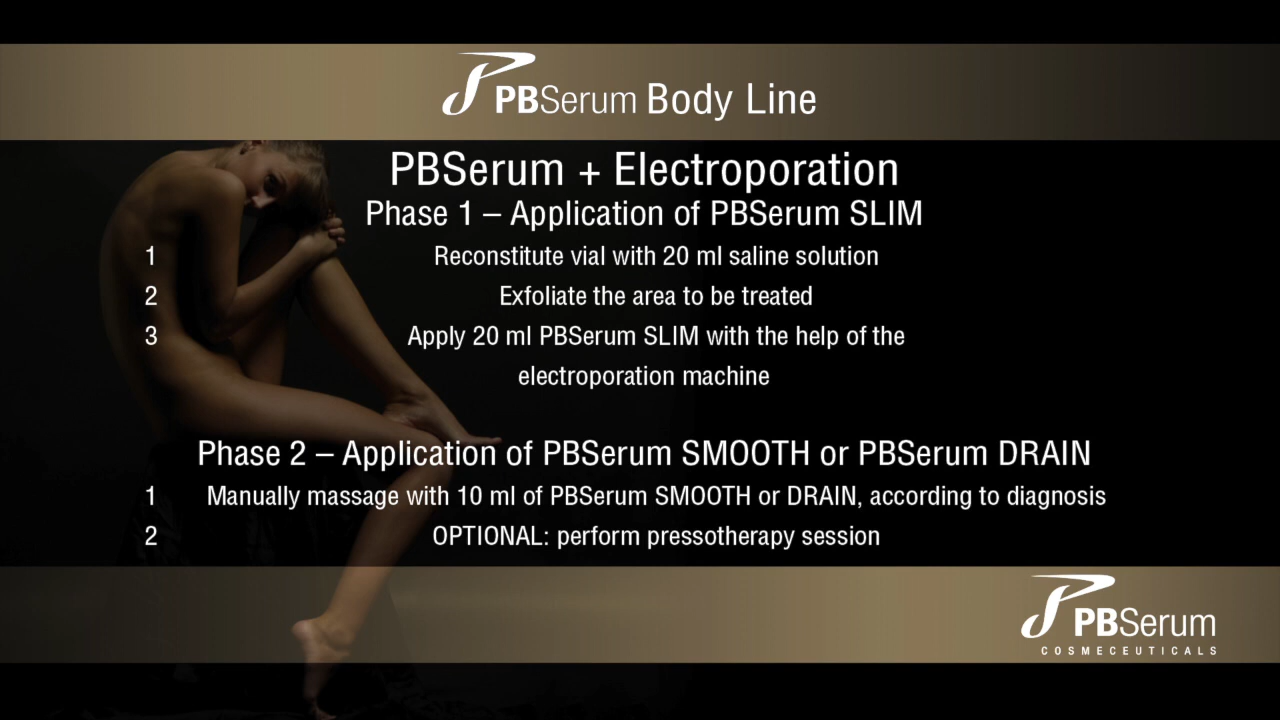 PBSerum Body Line
PBSerum + Electroporation
Phase 1 – Application of PBSerum SLIM
1 Reconstitute vial with 20 ml saline solution
2 Exfoliate the area to be treated
3 Apply 20 ml PBSerum SLIM with the help of the
electroporation machine
Phase 2 – Application of PBSerum SMOOTH or PBSerum DRAIN
1 Manually massage with 10 ml of PBSerum SMOOTH or DRAIN, according to diagnosis
2 OPTIONAL: perform pressotherapy session
PBSerum
COSMECEUTICALS